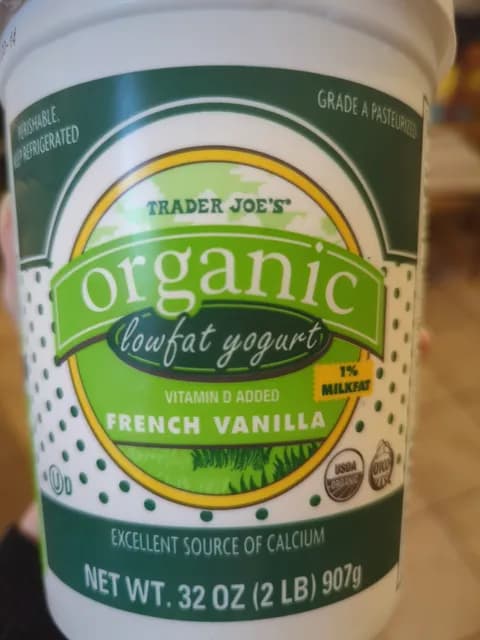 PERISHABLE.
REFRIGERATED
GRADE A PASTEURIZED
TRADER JOE'S®
organic
lowfat yogurt
1%
MILKFAT
VITAMIN D ADDED
FRENCH VANILLA
USDA
ORGANIC
U D
EXCELLENT SOURCE OF CALCIUM
NET WT. 32 OZ (2 LB) 907g